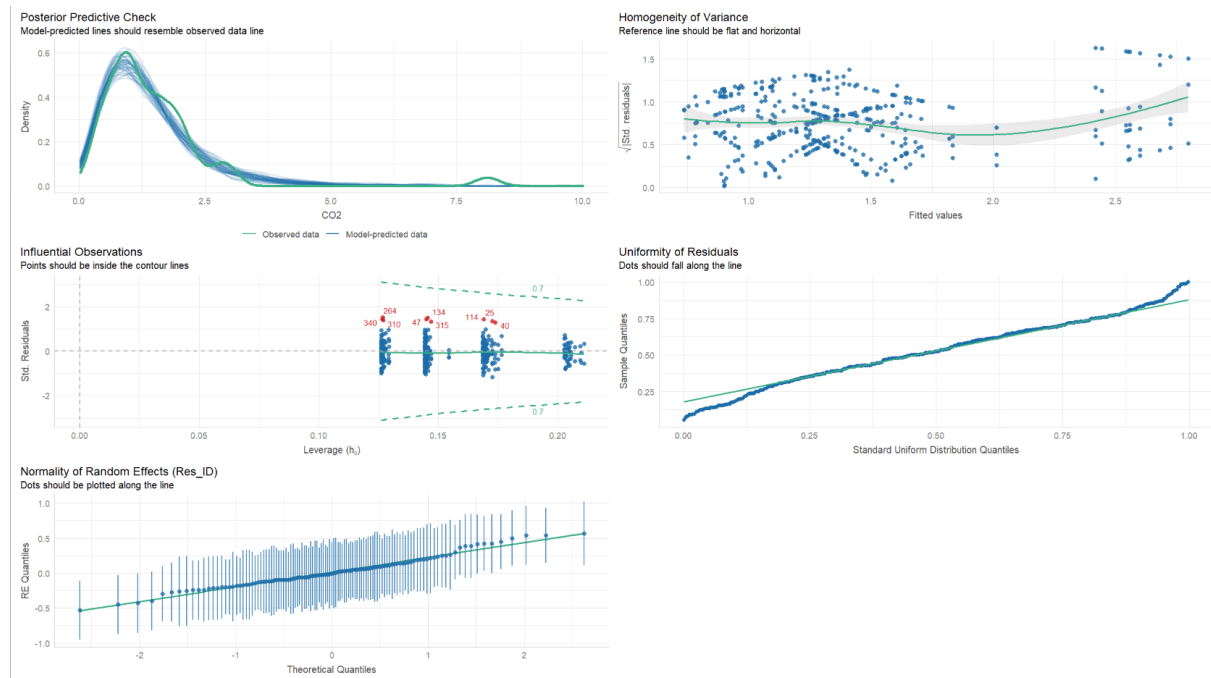 Posterior Predictive Check
Model-predicted lines should resemble observed data line
Density
0.6
0.4
0.2
0.0
0.0 2.5 5.0 7.5 10.0
CO2
Observed data Model-predicted data
Homogeneity of Variance
Reference line should be flat and horizontal
√|Std. residuals|
1.5
1.0
0.5
0.0
1.0 1.5 2.0 2.5
Fitted values
Influential Observations
Points should be inside the contour lines
Std. Residuals
2
0
-2
0.7
264
134
25
340
310
47
315
114
40
0.7
0.00 0.05 0.10 0.15 0.20
Leverage (hᵢᵢ)
Uniformity of Residuals
Dots should fall along the line
Sample Quantiles
1.00
0.75
0.50
0.25
0.00 0.25 0.50 0.75 1.00
Standard Uniform Distribution Quantiles
Normality of Random Effects (Res_ID)
Dots should be plotted along the line
RE Quantiles
1.0
0.5
0.0
-0.5
-1.0
-2 -1 0 1 2
Theoretical Quantiles